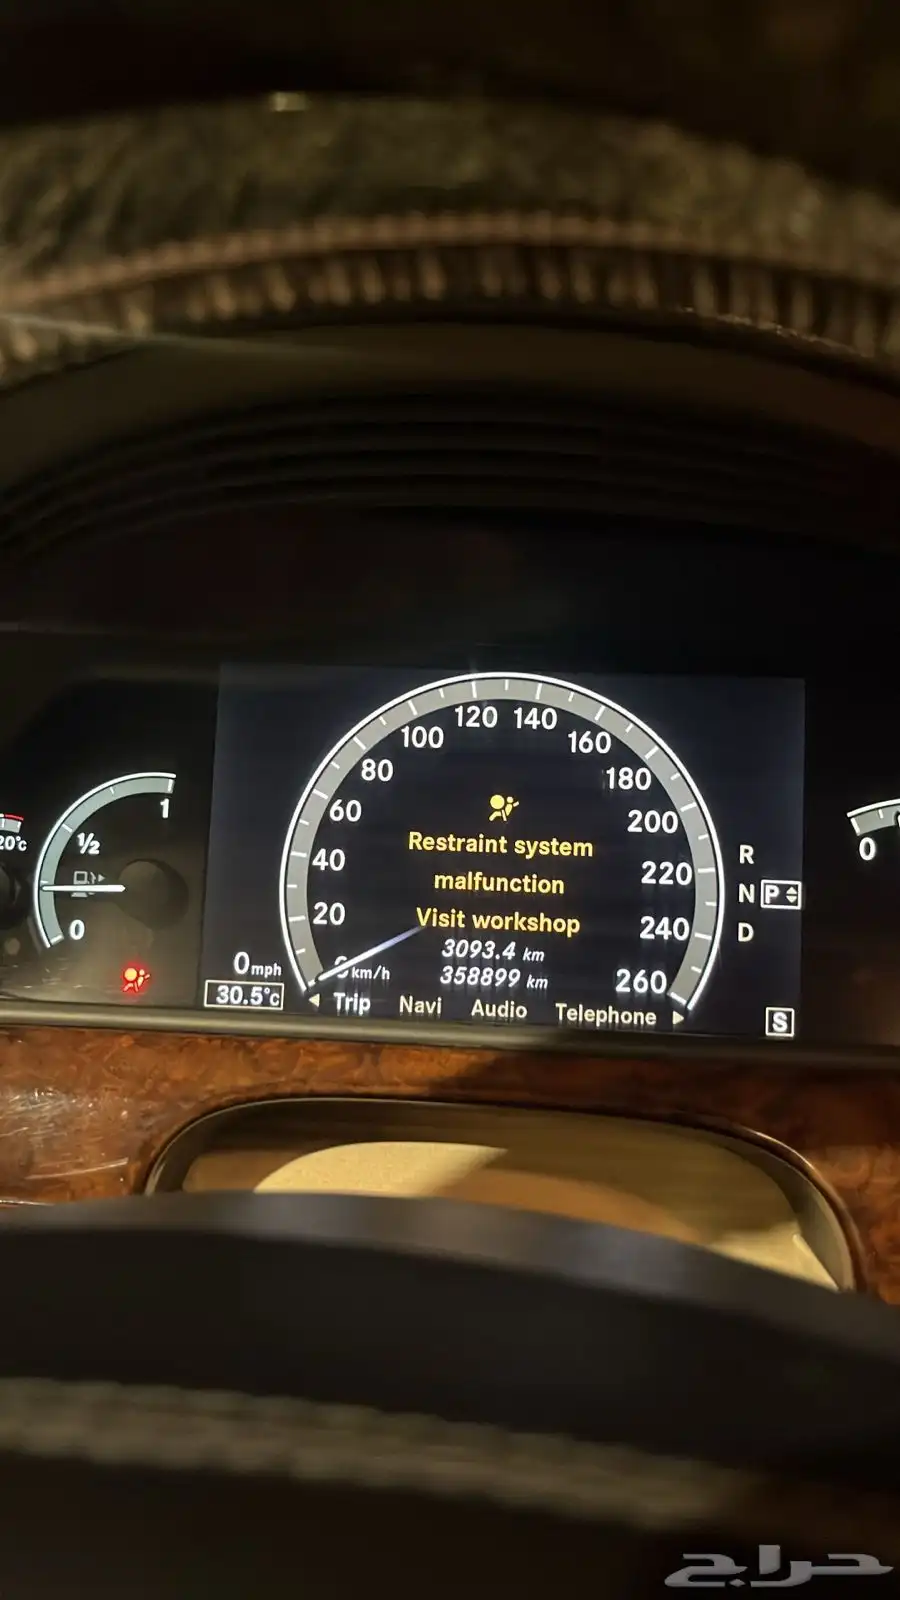 120 140
100 160
80 180
60 200
40 220
20 240
260
Restraint system
malfunction
Visit workshop
3093.4 km
358899 km
0 mph
km/h
30.5°C
Trip Navi Audio Telephone
R
N P
D
S
20°C
1
1/2
0
0
حراج